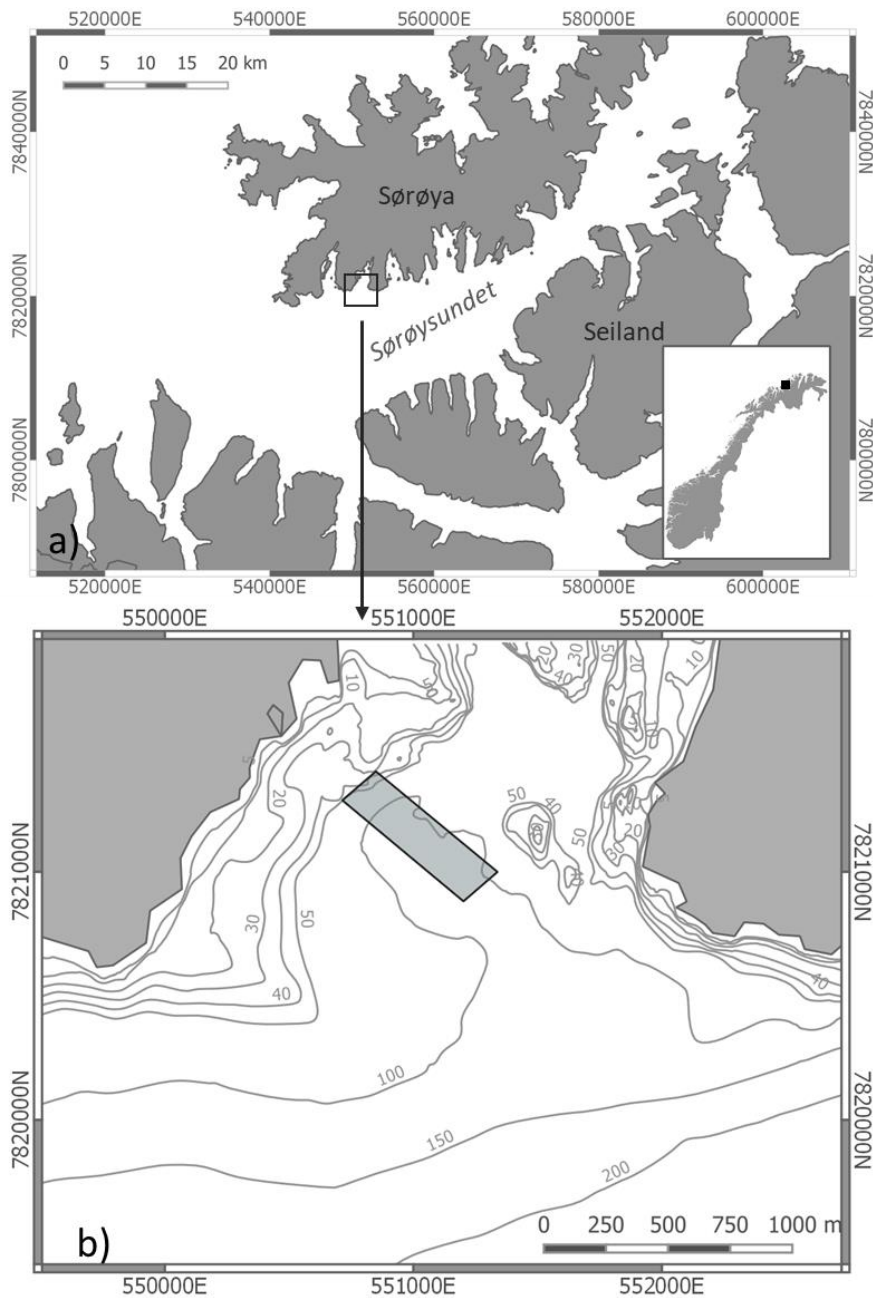 520000E 540000E 560000E 580000E 600000E
0 5 10 15 20 km
7840000N 7840000N
Sørøya
7820000N 7820000N
Sørøysundet
Seiland
7800000N 7800000N
a)
520000E 540000E 560000E 580000E 600000E
550000E 551000E 552000E
10 50 20 30 40 50 20 10
5
20 50 40 50 5 20 30
7821000N 40 7821000N
30 50
40 40
100
7820000N 150 7820000N
200
0 250 500 750 1000 m
b)
550000E 551000E 552000E